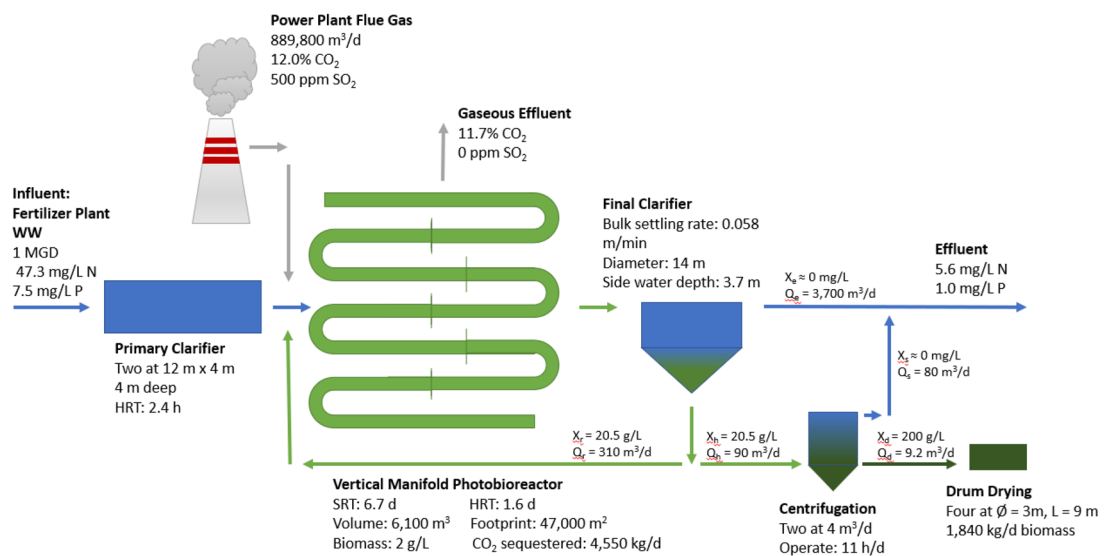 Power Plant Flue Gas
889,800 m³/d
12.0% CO₂
500 ppm SO₂
Gaseous Effluent
11.7% CO₂
0 ppm SO₂
Influent:
Fertilizer Plant
WW
1 MGD
47.3 mg/L N
7.5 mg/L P
Primary Clarifier
Two at 12 m x 4 m
4 m deep
HRT: 2.4 h
Final Clarifier
Bulk settling rate: 0.058
m/min
Diameter: 14 m
Side water depth: 3.7 m
Xₑ ≈ 0 mg/L
Qₑ = 3,700 m³/d
Effluent
5.6 mg/L N
1.0 mg/L P
Xₛ ≈ 0 mg/L
Qₛ = 80 m³/d
Xᵣ = 20.5 g/L
Qᵣ = 310 m³/d
Xₕ = 20.5 g/L
Qₕ = 90 m³/d
X_d = 200 g/L
Q_d = 9.2 m³/d
Vertical Manifold Photobioreactor
SRT: 6.7 d HRT: 1.6 d
Volume: 6,100 m³ Footprint: 47,000 m²
Biomass: 2 g/L CO₂ sequestered: 4,550 kg/d
Centrifugation
Two at 4 m³/d
Operate: 11 h/d
Drum Drying
Four at Ø = 3m, L = 9 m
1,840 kg/d biomass